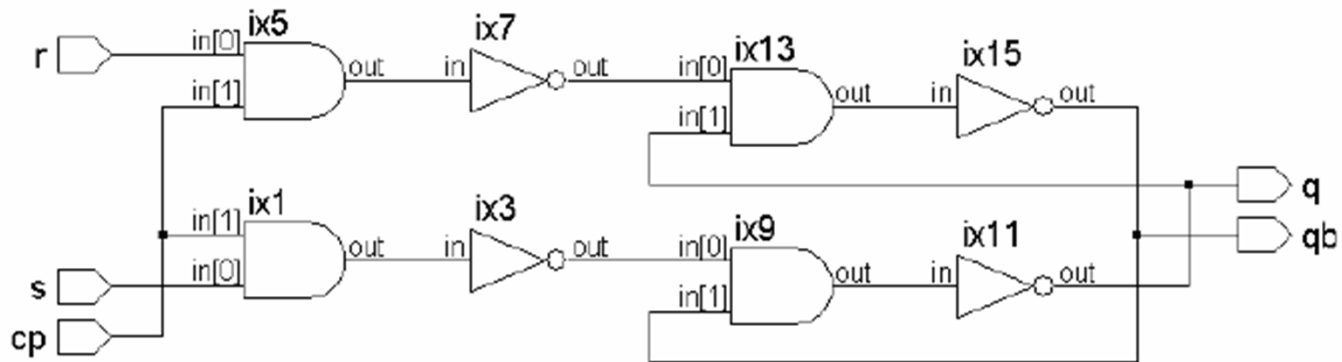 ix5
ix7
ix13
ix15
r
in[0]
out
in
out
in[0]
out
in
out
in[1]
in[1]
q
ix1
ix3
ix9
ix11
qb
in[1]
out
in
out
in[0]
out
in
out
s
in[0]
in[1]
cp